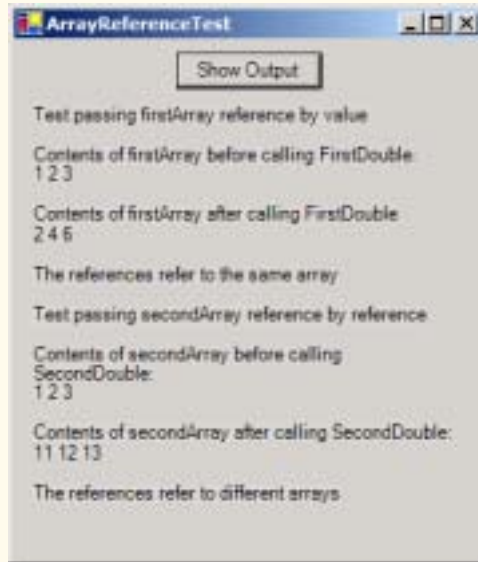 ArrayReferenceTest
Show Output
Test passing firstArray reference by value
Contents of firstArray before calling FirstDouble:
1 2 3
Contents of firstArray after calling FirstDouble
2 4 6
The references refer to the same array
Test passing secondArray reference by reference
Contents of secondArray before calling
SecondDouble:
1 2 3
Contents of secondArray after calling SecondDouble:
11 12 13
The references refer to different arrays